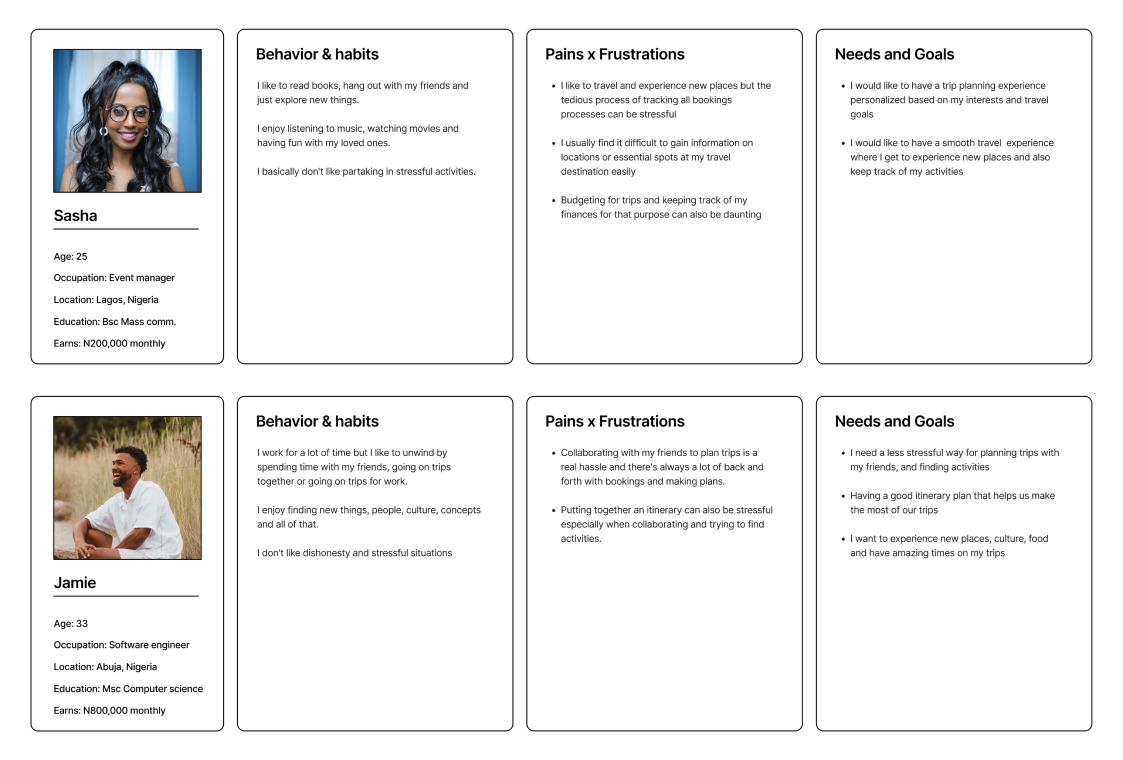 Sasha
Age: 25
Occupation: Event manager
Location: Lagos, Nigeria
Education: Bsc Mass comm.
Earns: N200,000 monthly
Behavior & habits
I like to read books, hang out with my friends and
just explore new things.
I enjoy listening to music, watching movies and
having fun with my loved ones.
I basically don't like partaking in stressful activities.
Pains x Frustrations
• I like to travel and experience new places but the
tedious process of tracking all bookings
processes can be stressful
• I usually find it difficult to gain information on
locations or essential spots at my travel
destination easily
• Budgeting for trips and keeping track of my
finances for that purpose can also be daunting
Needs and Goals
• I would like to have a trip planning experience
personalized based on my interests and travel
goals
• I would like to have a smooth travel  experience
where I get to experience new places and also
keep track of my activities
Jamie
Age: 33
Occupation: Software engineer
Location: Abuja, Nigeria
Education: Msc Computer science
Earns: N800,000 monthly
Behavior & habits
I work for a lot of time but I like to unwind by
spending time with my friends, going on trips
together or going on trips for work.
I enjoy finding new things, people, culture, concepts
and all of that.
I don't like dishonesty and stressful situations
Pains x Frustrations
• Collaborating with my friends to plan trips is a
real hassle and there's always a lot of back and
forth with bookings and making plans.
• Putting together an itinerary can also be stressful
especially when collaborating and trying to find
activities.
Needs and Goals
• I need a less stressful way for planning trips with
my friends, and finding activities
• Having a good itinerary plan that helps us make
the most of our trips
• I want to experience new places, culture, food
and have amazing times on my trips